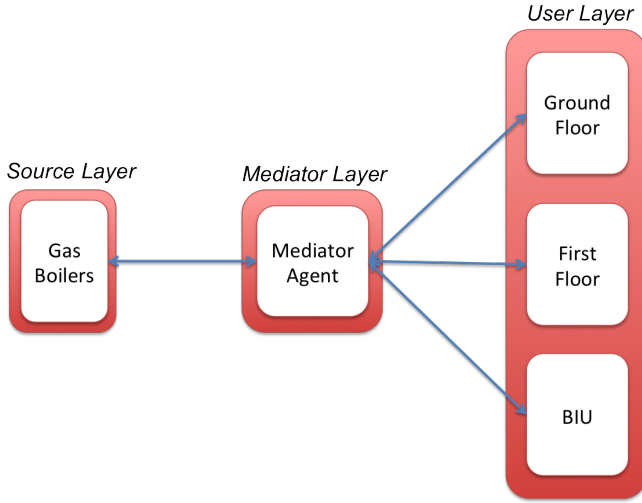 User Layer
Ground
Floor
Source Layer
Mediator Layer
Gas
Boilers
Mediator
Agent
First
Floor
BIU